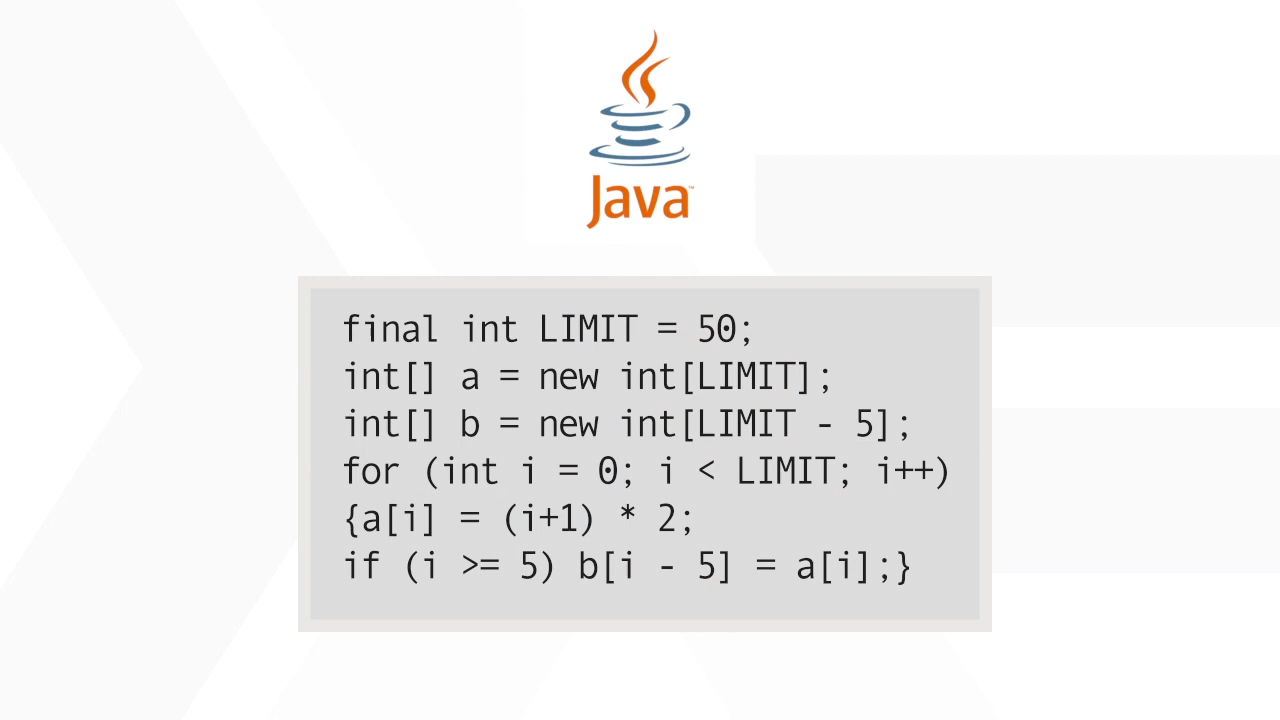 Java™
final int LIMIT = 50;
int[] a = new int[LIMIT];
int[] b = new int[LIMIT - 5];
for (int i = 0; i < LIMIT; i++)
{a[i] = (i+1) * 2;
if (i >= 5) b[i - 5] = a[i];}